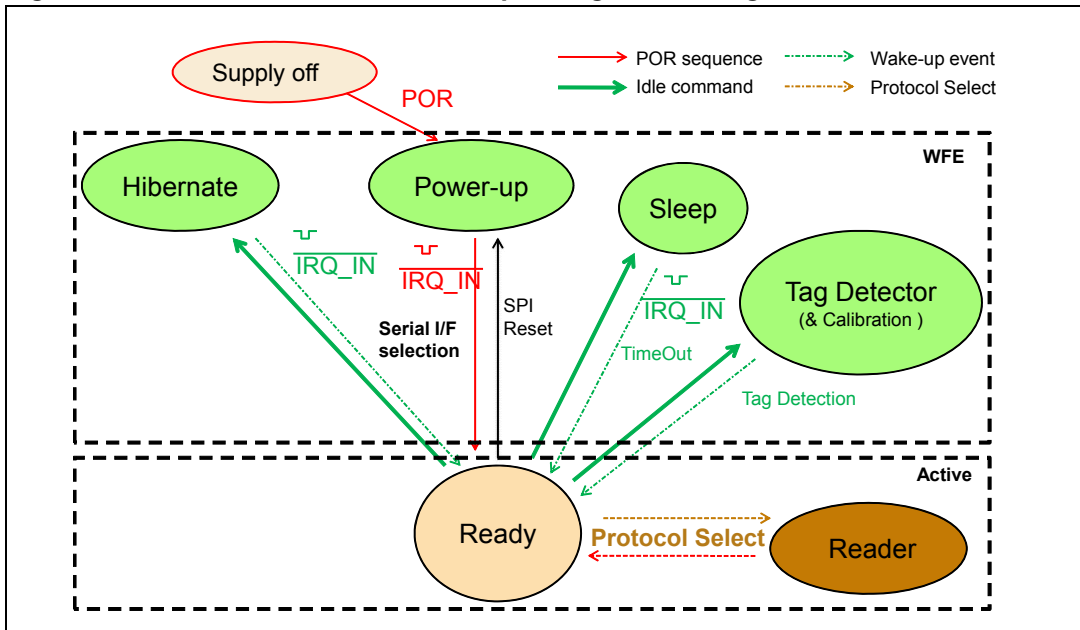 Supply off
POR
POR sequence
Idle command
Wake-up event
Protocol Select
WFE
Hibernate
Power-up
Sleep
Tag Detector
(& Calibration )
IRQ_IN
IRQ_IN
IRQ_IN
Serial I/F
selection
SPI
Reset
TimeOut
Tag Detection
Active
Ready
Protocol Select
Reader